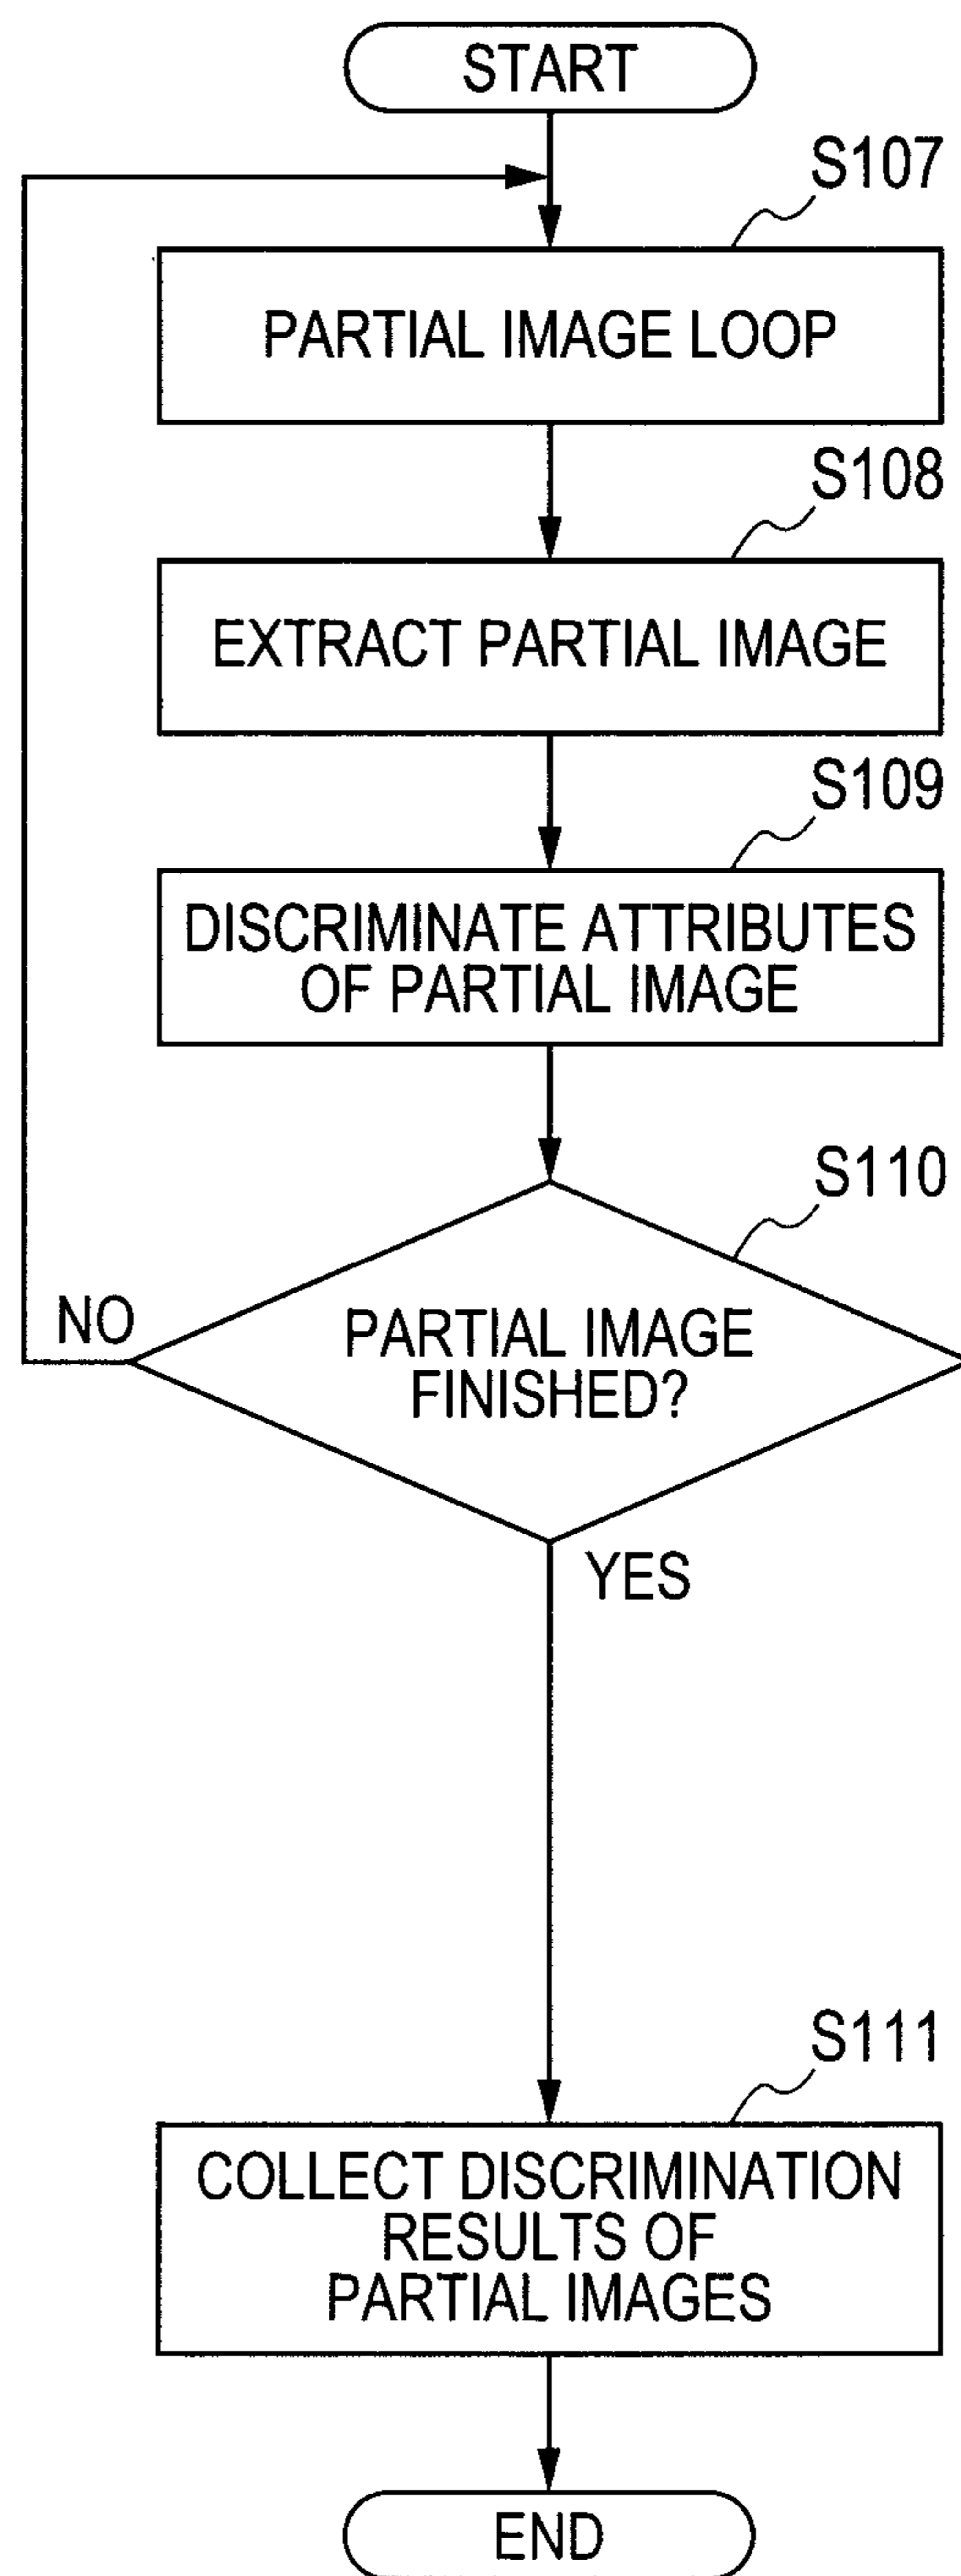 START
S107
PARTIAL IMAGE LOOP
S108
EXTRACT PARTIAL IMAGE
S109
DISCRIMINATE ATTRIBUTES
OF PARTIAL IMAGE
S110
NO
PARTIAL IMAGE
FINISHED?
YES
S111
COLLECT DISCRIMINATION
RESULTS OF
PARTIAL IMAGES
END